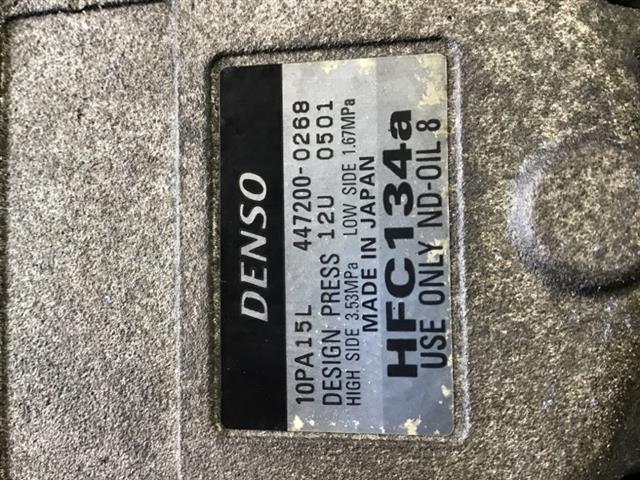 DENSO
10PA15L 447200-0268
DESIGN PRESS 12U 0501
HIGH SIDE 3.53MPa LOW SIDE 1.67MPa
MADE IN JAPAN
HFC134a
USE ONLY ND-OIL 8